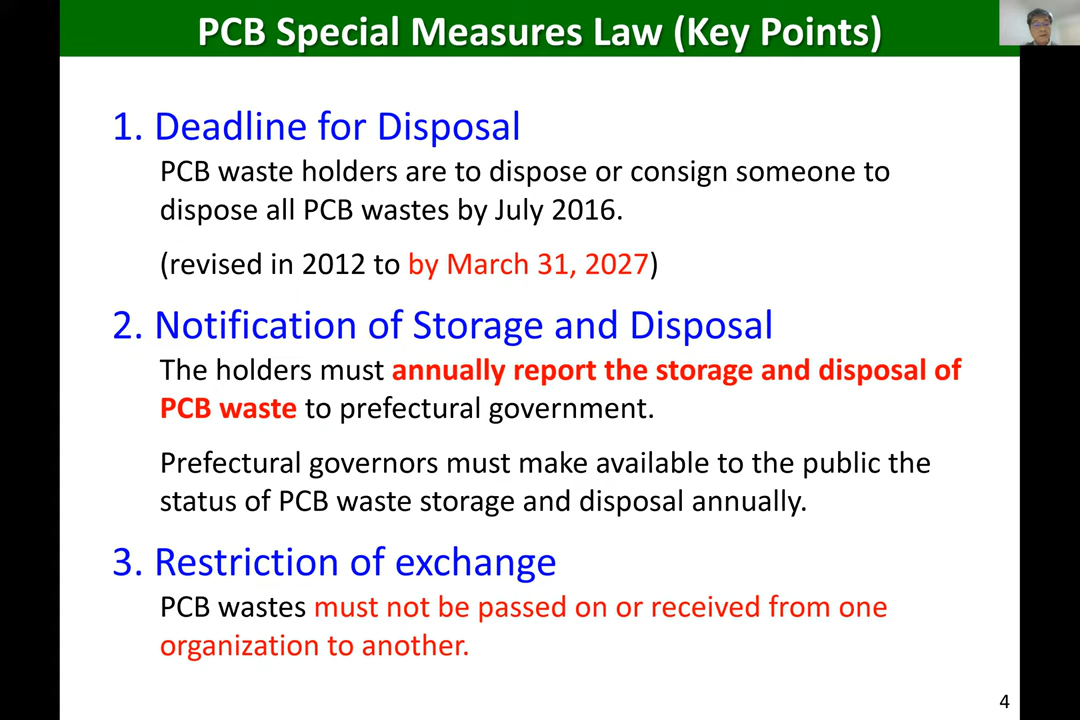 PCB Special Measures Law (Key Points)
1. Deadline for Disposal
PCB waste holders are to dispose or consign someone to
dispose all PCB wastes by July 2016.
(revised in 2012 to by March 31, 2027)
2. Notification of Storage and Disposal
The holders must annually report the storage and disposal of
PCB waste to prefectural government.
Prefectural governors must make available to the public the
status of PCB waste storage and disposal annually.
3. Restriction of exchange
PCB wastes must not be passed on or received from one
organization to another.
4